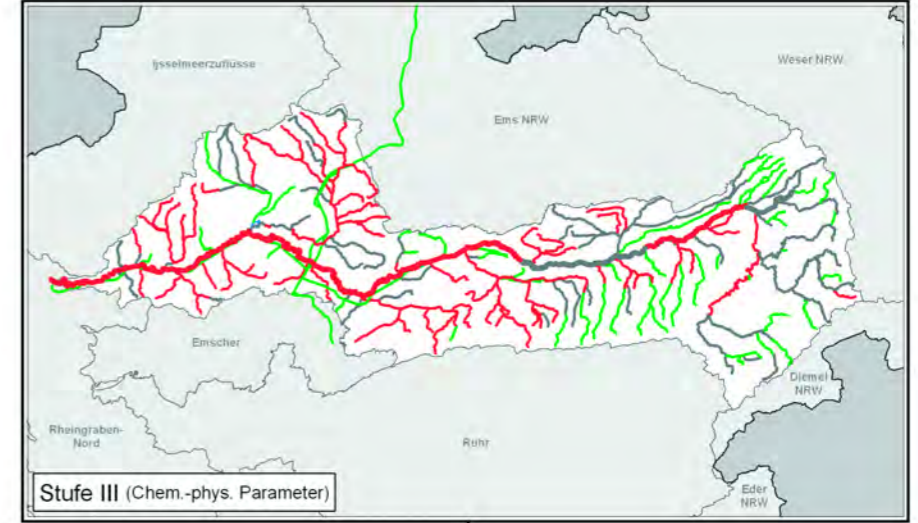 Ijsselmeerzuflüsse
Weser NRW
Ems NRW
Emscher
Diemel
NRW
Rheingraben-
Nord
Ruhr
Eder
NRW
Stufe III (Chem.-phys. Parameter)